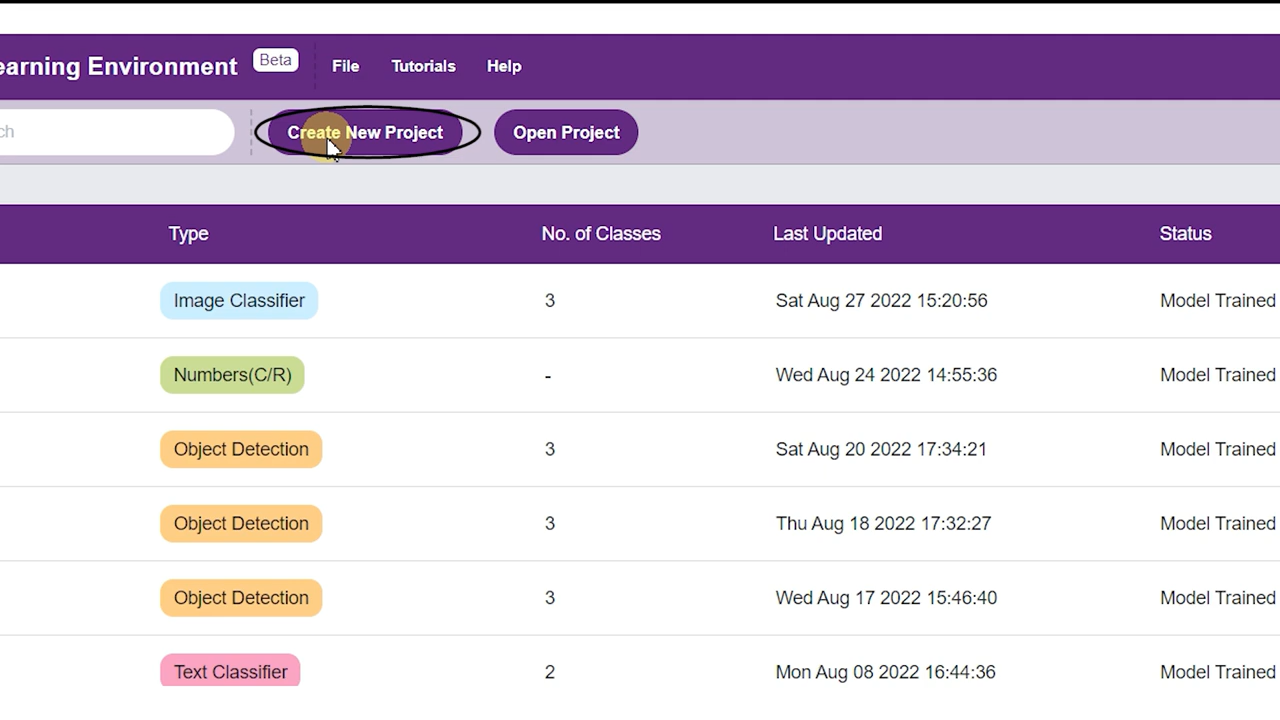 earning Environment Beta File Tutorials Help
ch Create New Project Open Project
Type No. of Classes Last Updated Status
Image Classifier 3 Sat Aug 27 2022 15:20:56 Model Trained
Numbers(C/R) - Wed Aug 24 2022 14:55:36 Model Trained
Object Detection 3 Sat Aug 20 2022 17:34:21 Model Trained
Object Detection 3 Thu Aug 18 2022 17:32:27 Model Trained
Object Detection 3 Wed Aug 17 2022 15:46:40 Model Trained
Text Classifier 2 Mon Aug 08 2022 16:44:36 Model Trained